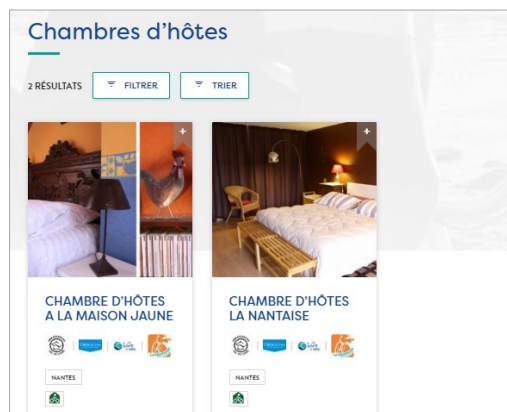 Chambres d'hôtes
2 RÉSULTATS FILTRER TRIER
CHAMBRE D'HÔTES
A LA MAISON JAUNE
CHAMBRE D'HÔTES
LA NANTAISE
NANTES NANTES